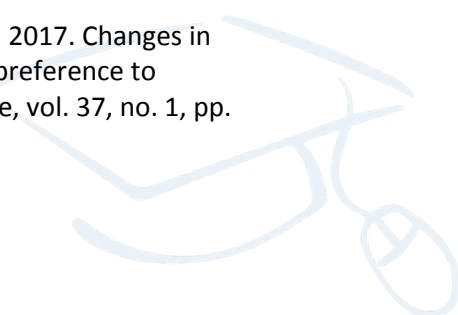 2017. Changes in
preference to
e, vol. 37, no. 1, pp.